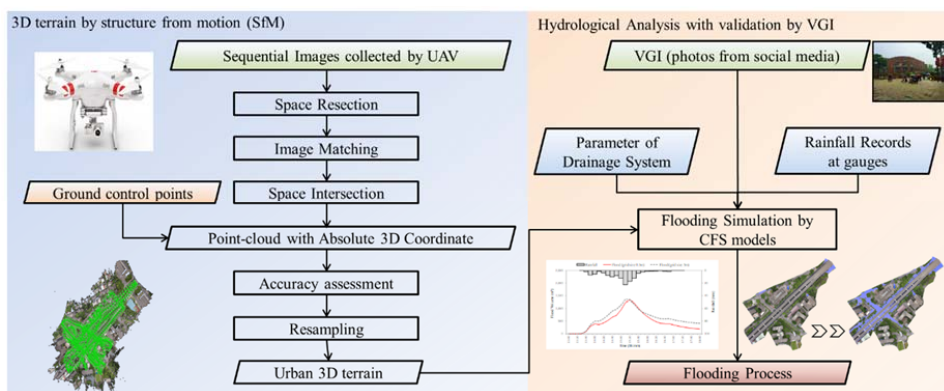 3D terrain by structure from motion (SfM)
Sequential Images collected by UAV
Space Resection
Image Matching
Space Intersection
Ground control points
Point-cloud with Absolute 3D Coordinate
Accuracy assessment
Resampling
Urban 3D terrain
Hydrological Analysis with validation by VGI
VGI (photos from social media)
Parameter of
Drainage System
Rainfall Records
at gauges
Flooding Simulation by
CFS models
Flooding Process